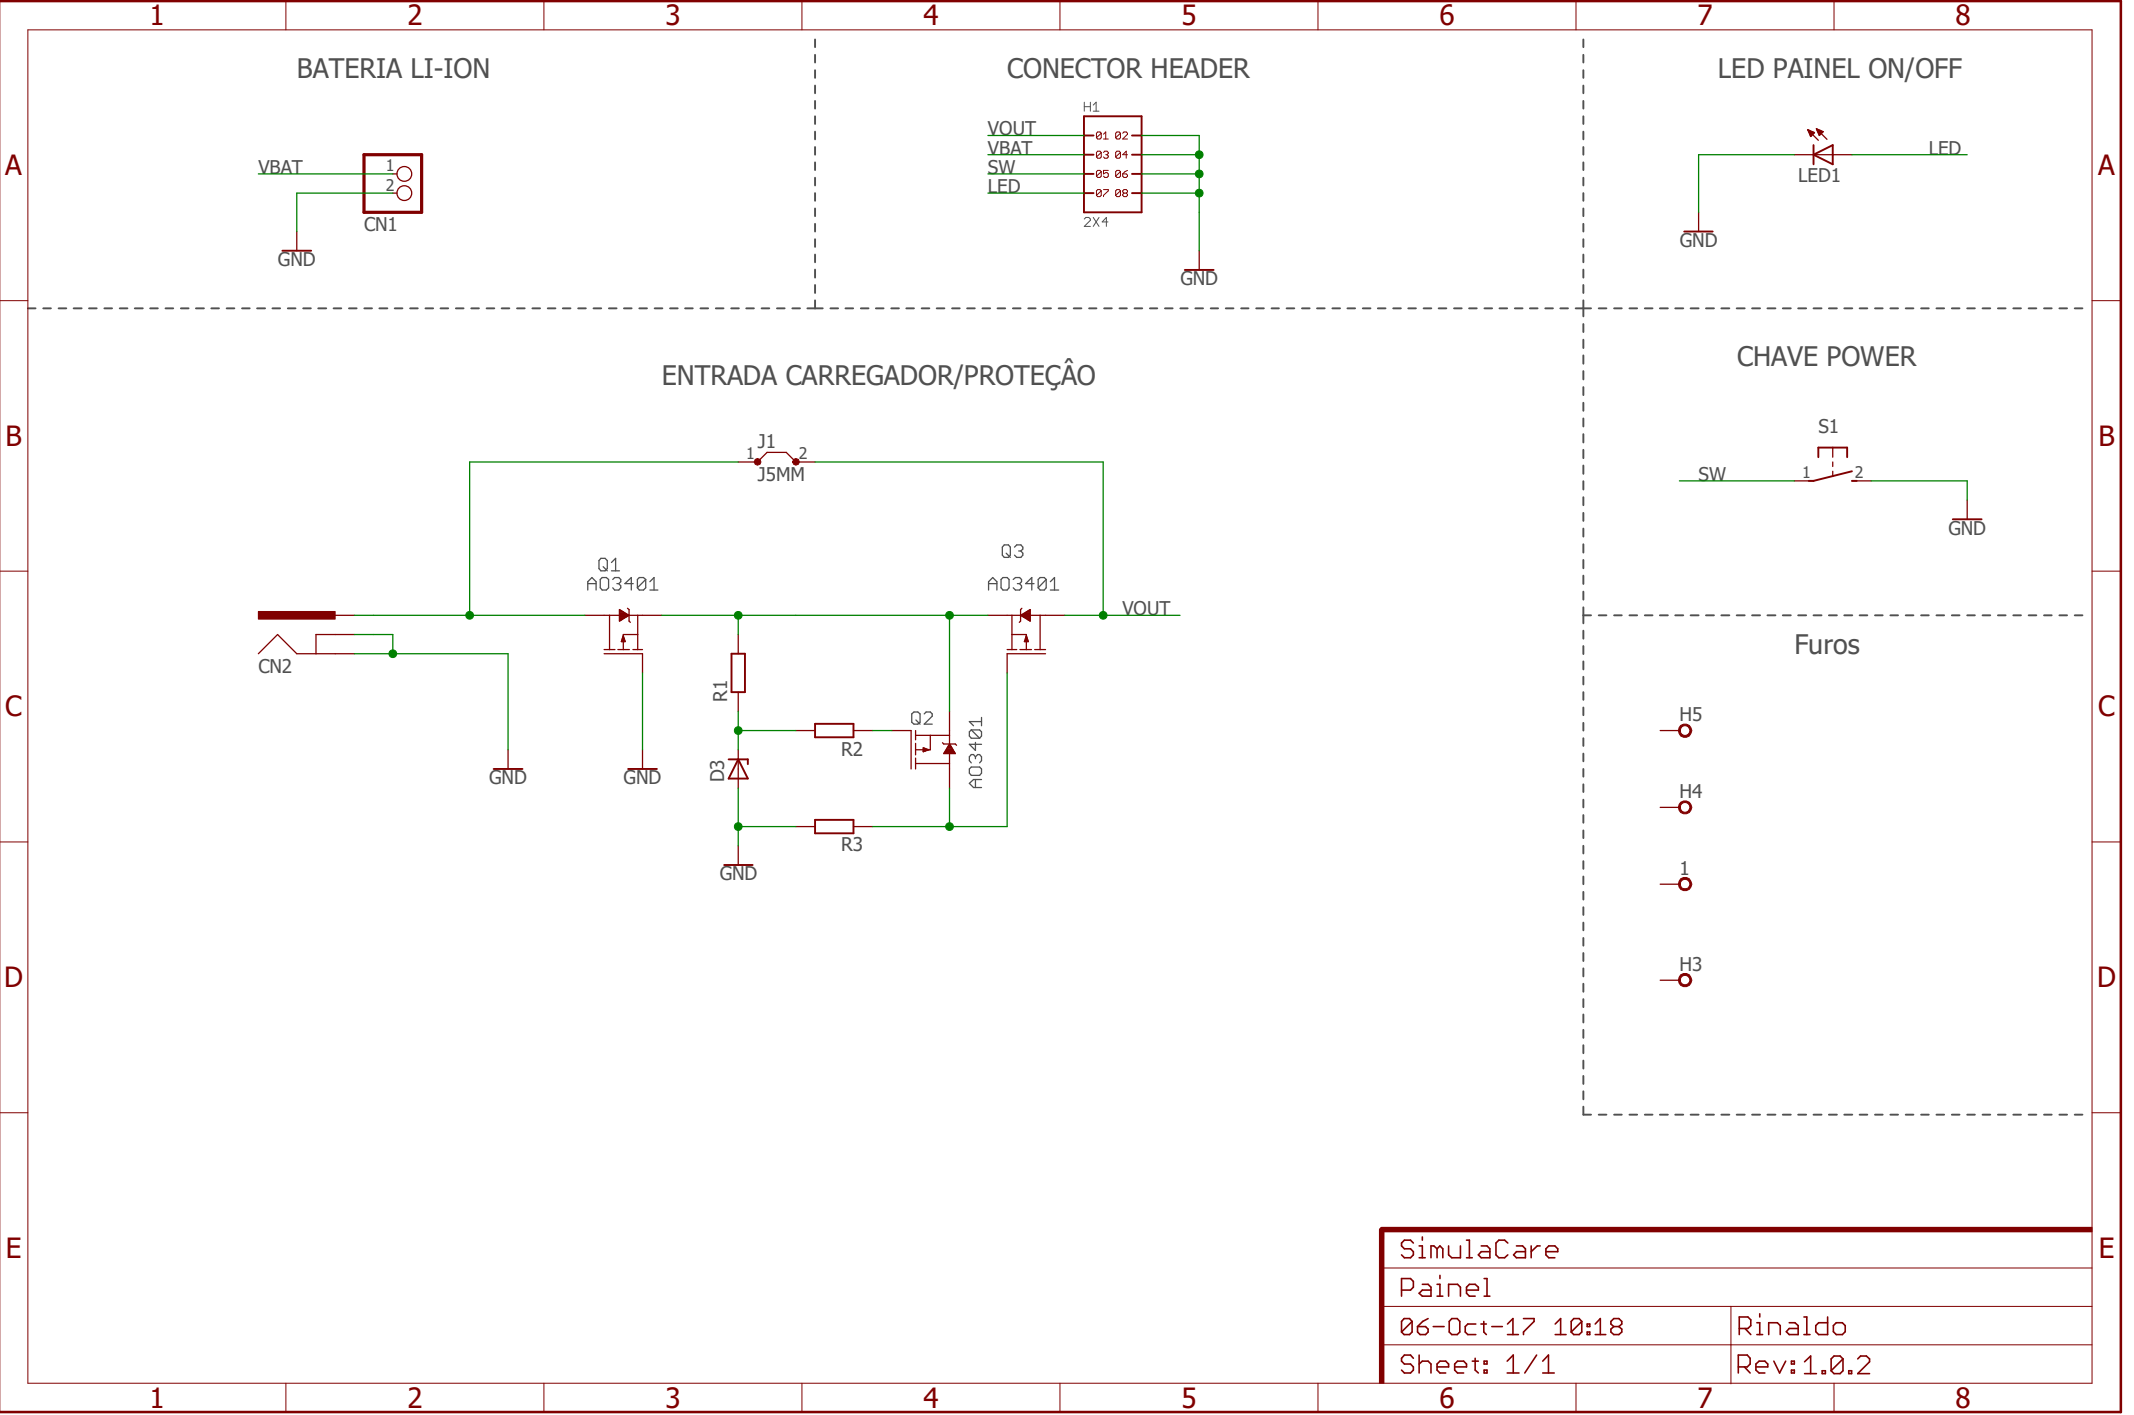 1 2 3 4 5 6 7 8
A A
B B
C C
D D
E E
BATERIA LI-ION
VBAT
1
2
CN1
GND
CONECTOR HEADER
H1
VOUT
VBAT
SW
LED
01 02
03 04
05 06
07 08
2X4
GND
LED PAINEL ON/OFF
LED
LED1
GND
ENTRADA CARREGADOR/PROTEÇÂO
J1
1 2
J5MM
Q1
AO3401
Q3
AO3401
VOUT
CN2
R1
Q2
AO3401
R2
GND
GND
D3
R3
GND
CHAVE POWER
S1
SW
1 2
GND
Furos
H5
H4
1
H3
SimulaCare
Painel
06-Oct-17 10:18 Rinaldo
Sheet: 1/1 Rev:1.0.2
1 2 3 4 5 6 7 8